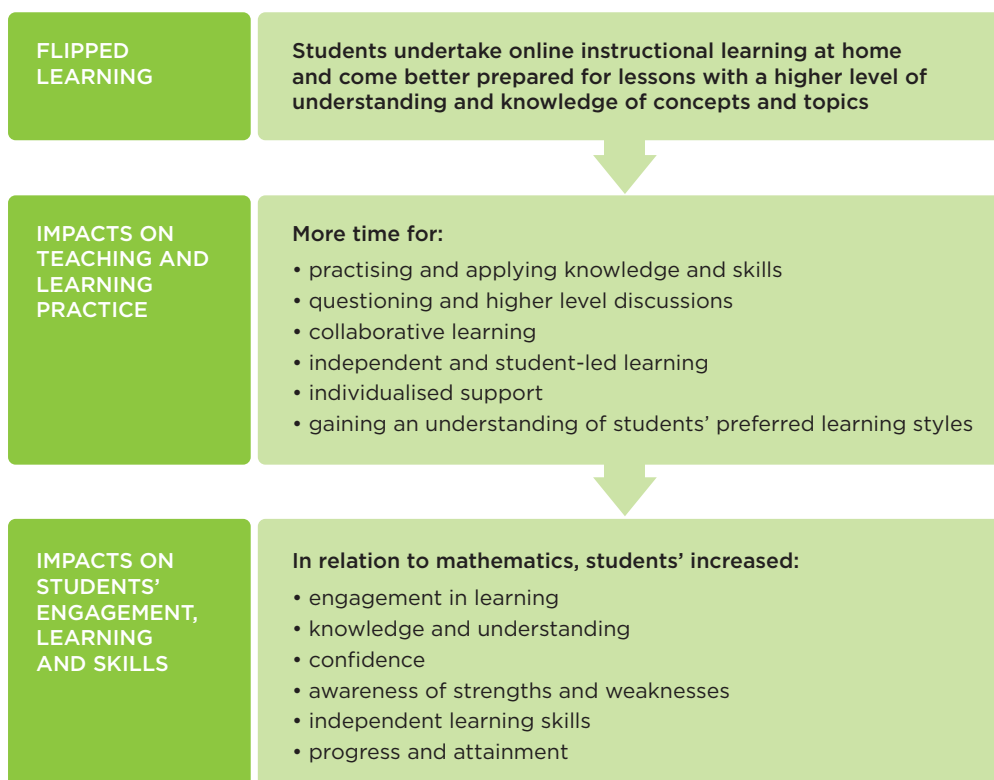 FLIPPED
LEARNING
Students undertake online instructional learning at home
and come better prepared for lessons with a higher level of
understanding and knowledge of concepts and topics
IMPACTS ON
TEACHING AND
LEARNING
PRACTICE
More time for:
• practising and applying knowledge and skills
• questioning and higher level discussions
• collaborative learning
• independent and student-led learning
• individualised support
• gaining an understanding of students’ preferred learning styles
IMPACTS ON
STUDENTS’
ENGAGEMENT,
LEARNING
AND SKILLS
In relation to mathematics, students’ increased:
• engagement in learning
• knowledge and understanding
• confidence
• awareness of strengths and weaknesses
• independent learning skills
• progress and attainment